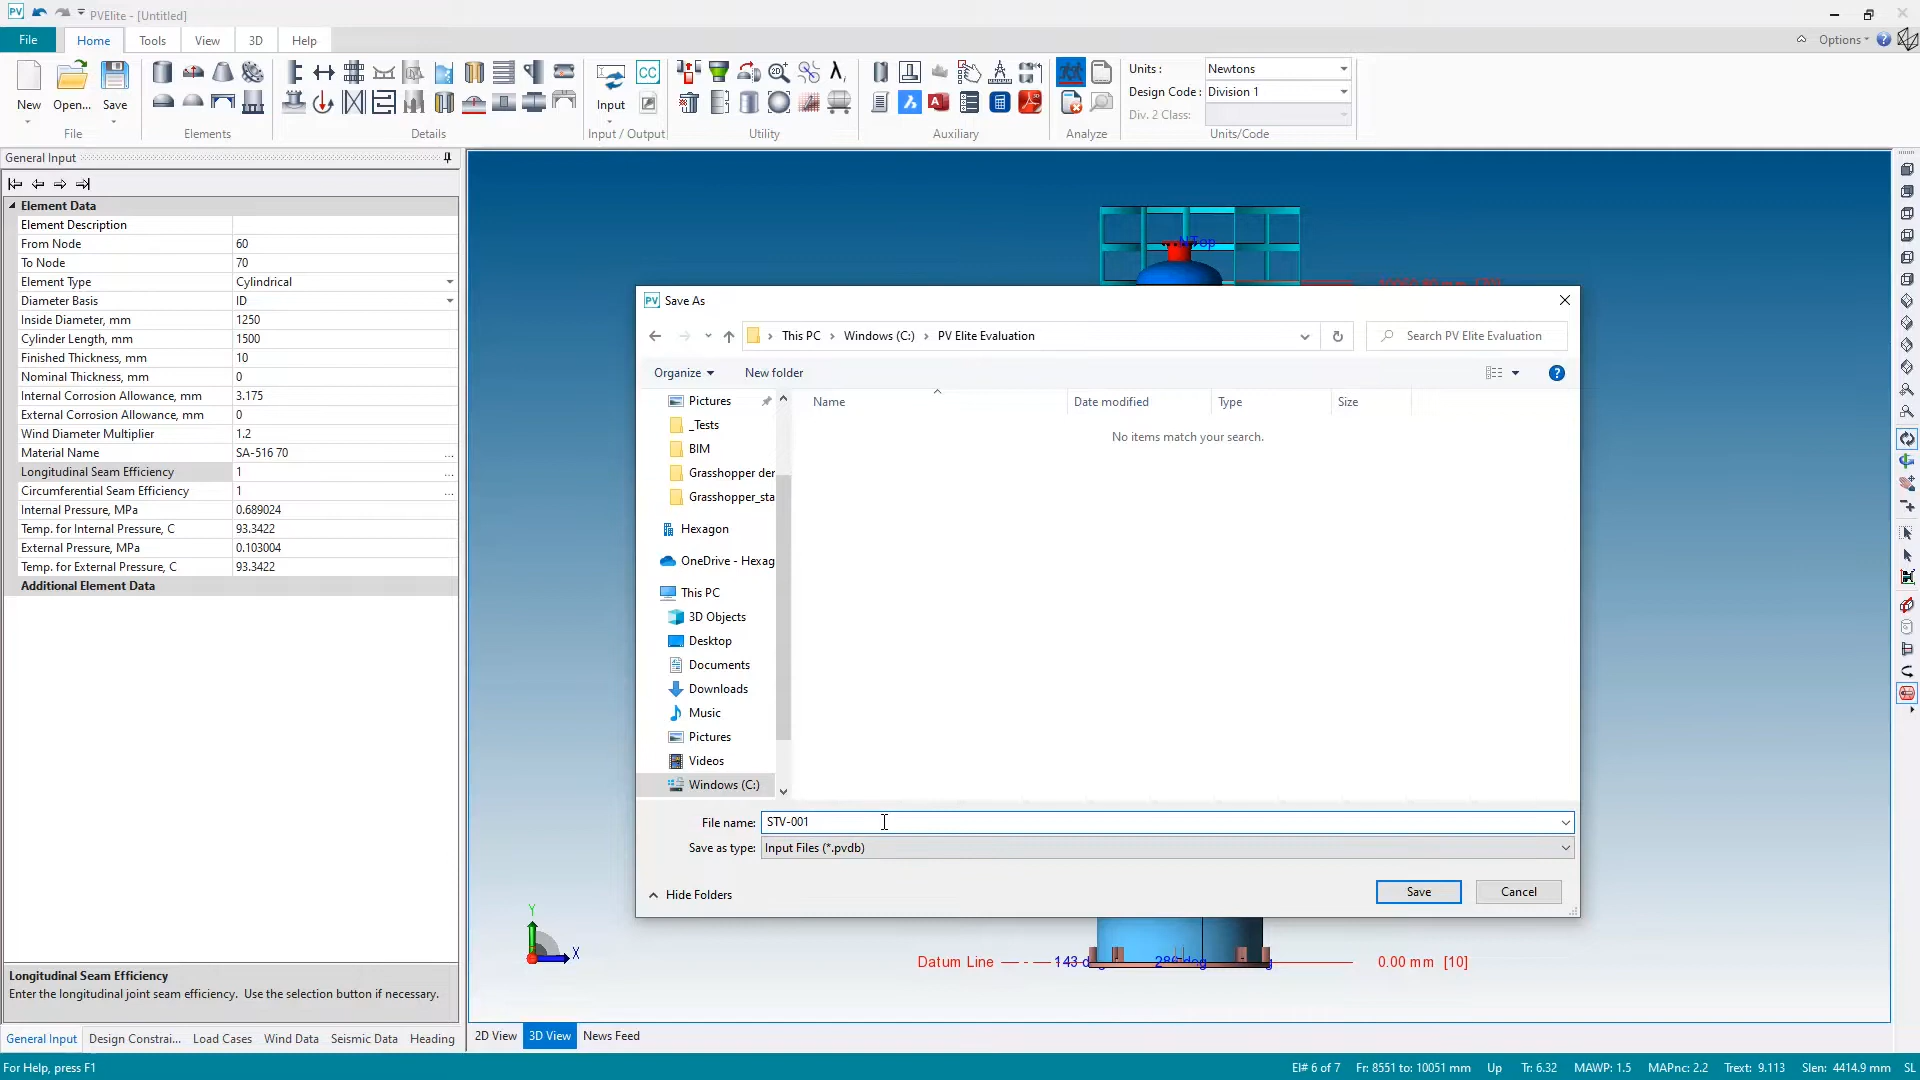 PVElite - [Untitled]
File Home Tools View 3D Help Options
New Open... Save Input CC
Units : Newtons
Design Code : Division 1
Div. 2 Class:
File Elements Details Input / Output Utility Auxiliary Analyze Units/Code
General Input
Element Data
Element Description
From Node 60
To Node 70
Element Type Cylindrical
Diameter Basis ID
Inside Diameter, mm 1250
Cylinder Length, mm 1500
Finished Thickness, mm 10
Nominal Thickness, mm 0
Internal Corrosion Allowance, mm 3.175
External Corrosion Allowance, mm 0
Wind Diameter Multiplier 1.2
Material Name SA-516 70 ...
Longitudinal Seam Efficiency 1 ...
Circumferential Seam Efficiency 1 ...
Internal Pressure, MPa 0.689024
Temp. for Internal Pressure, C 93.3422
External Pressure, MPa 0.103004
Temp. for External Pressure, C 93.3422
Additional Element Data
Longitudinal Seam Efficiency
Enter the longitudinal joint seam efficiency. Use the selection button if necessary.
General Input Design Constrai... Load Cases Wind Data Seismic Data Heading
NTop
Save As
This PC Windows (C:) PV Elite Evaluation Search PV Elite Evaluation
Organize New folder
Name Date modified Type Size
No items match your search.
Pictures
_Tests
BIM
Grasshopper der
Grasshopper_sta
Hexagon
OneDrive - Hexag
This PC
3D Objects
Desktop
Documents
Downloads
Music
Pictures
Videos
Windows (C:)
File name: STV-001
Save as type: Input Files (*.pvdb)
Hide Folders Save Cancel
Y
X
Datum Line 143 0.00 mm [10]
2D View 3D View News Feed
For Help, press F1 El# 6 of 7 Fr: 8551 to: 10051 mm Up Tr: 6.32 MAWP: 1.5 MAPnc: 2.2 Trext: 9.113 Slen: 4414.9 mm SL